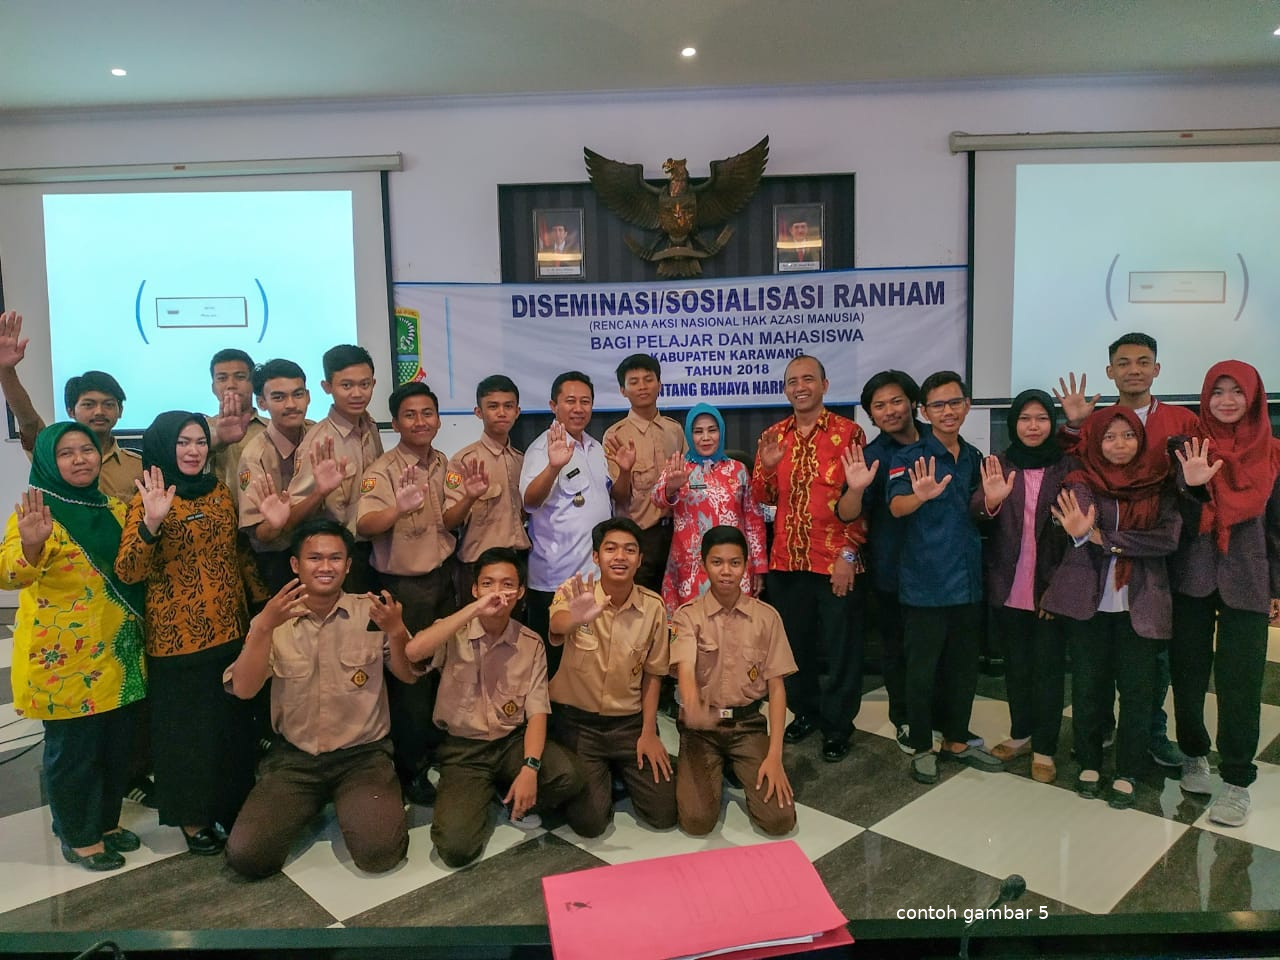 DISEMINASI/SOSIALISASI RANHAM
(RENCANA AKSI NASIONAL HAK AZASI MANUSIA)
BAGI PELAJAR DAN MAHASISWA
KABUPATEN KARAWANG
TAHUN 2018
BAHAYA
contoh gambar 5